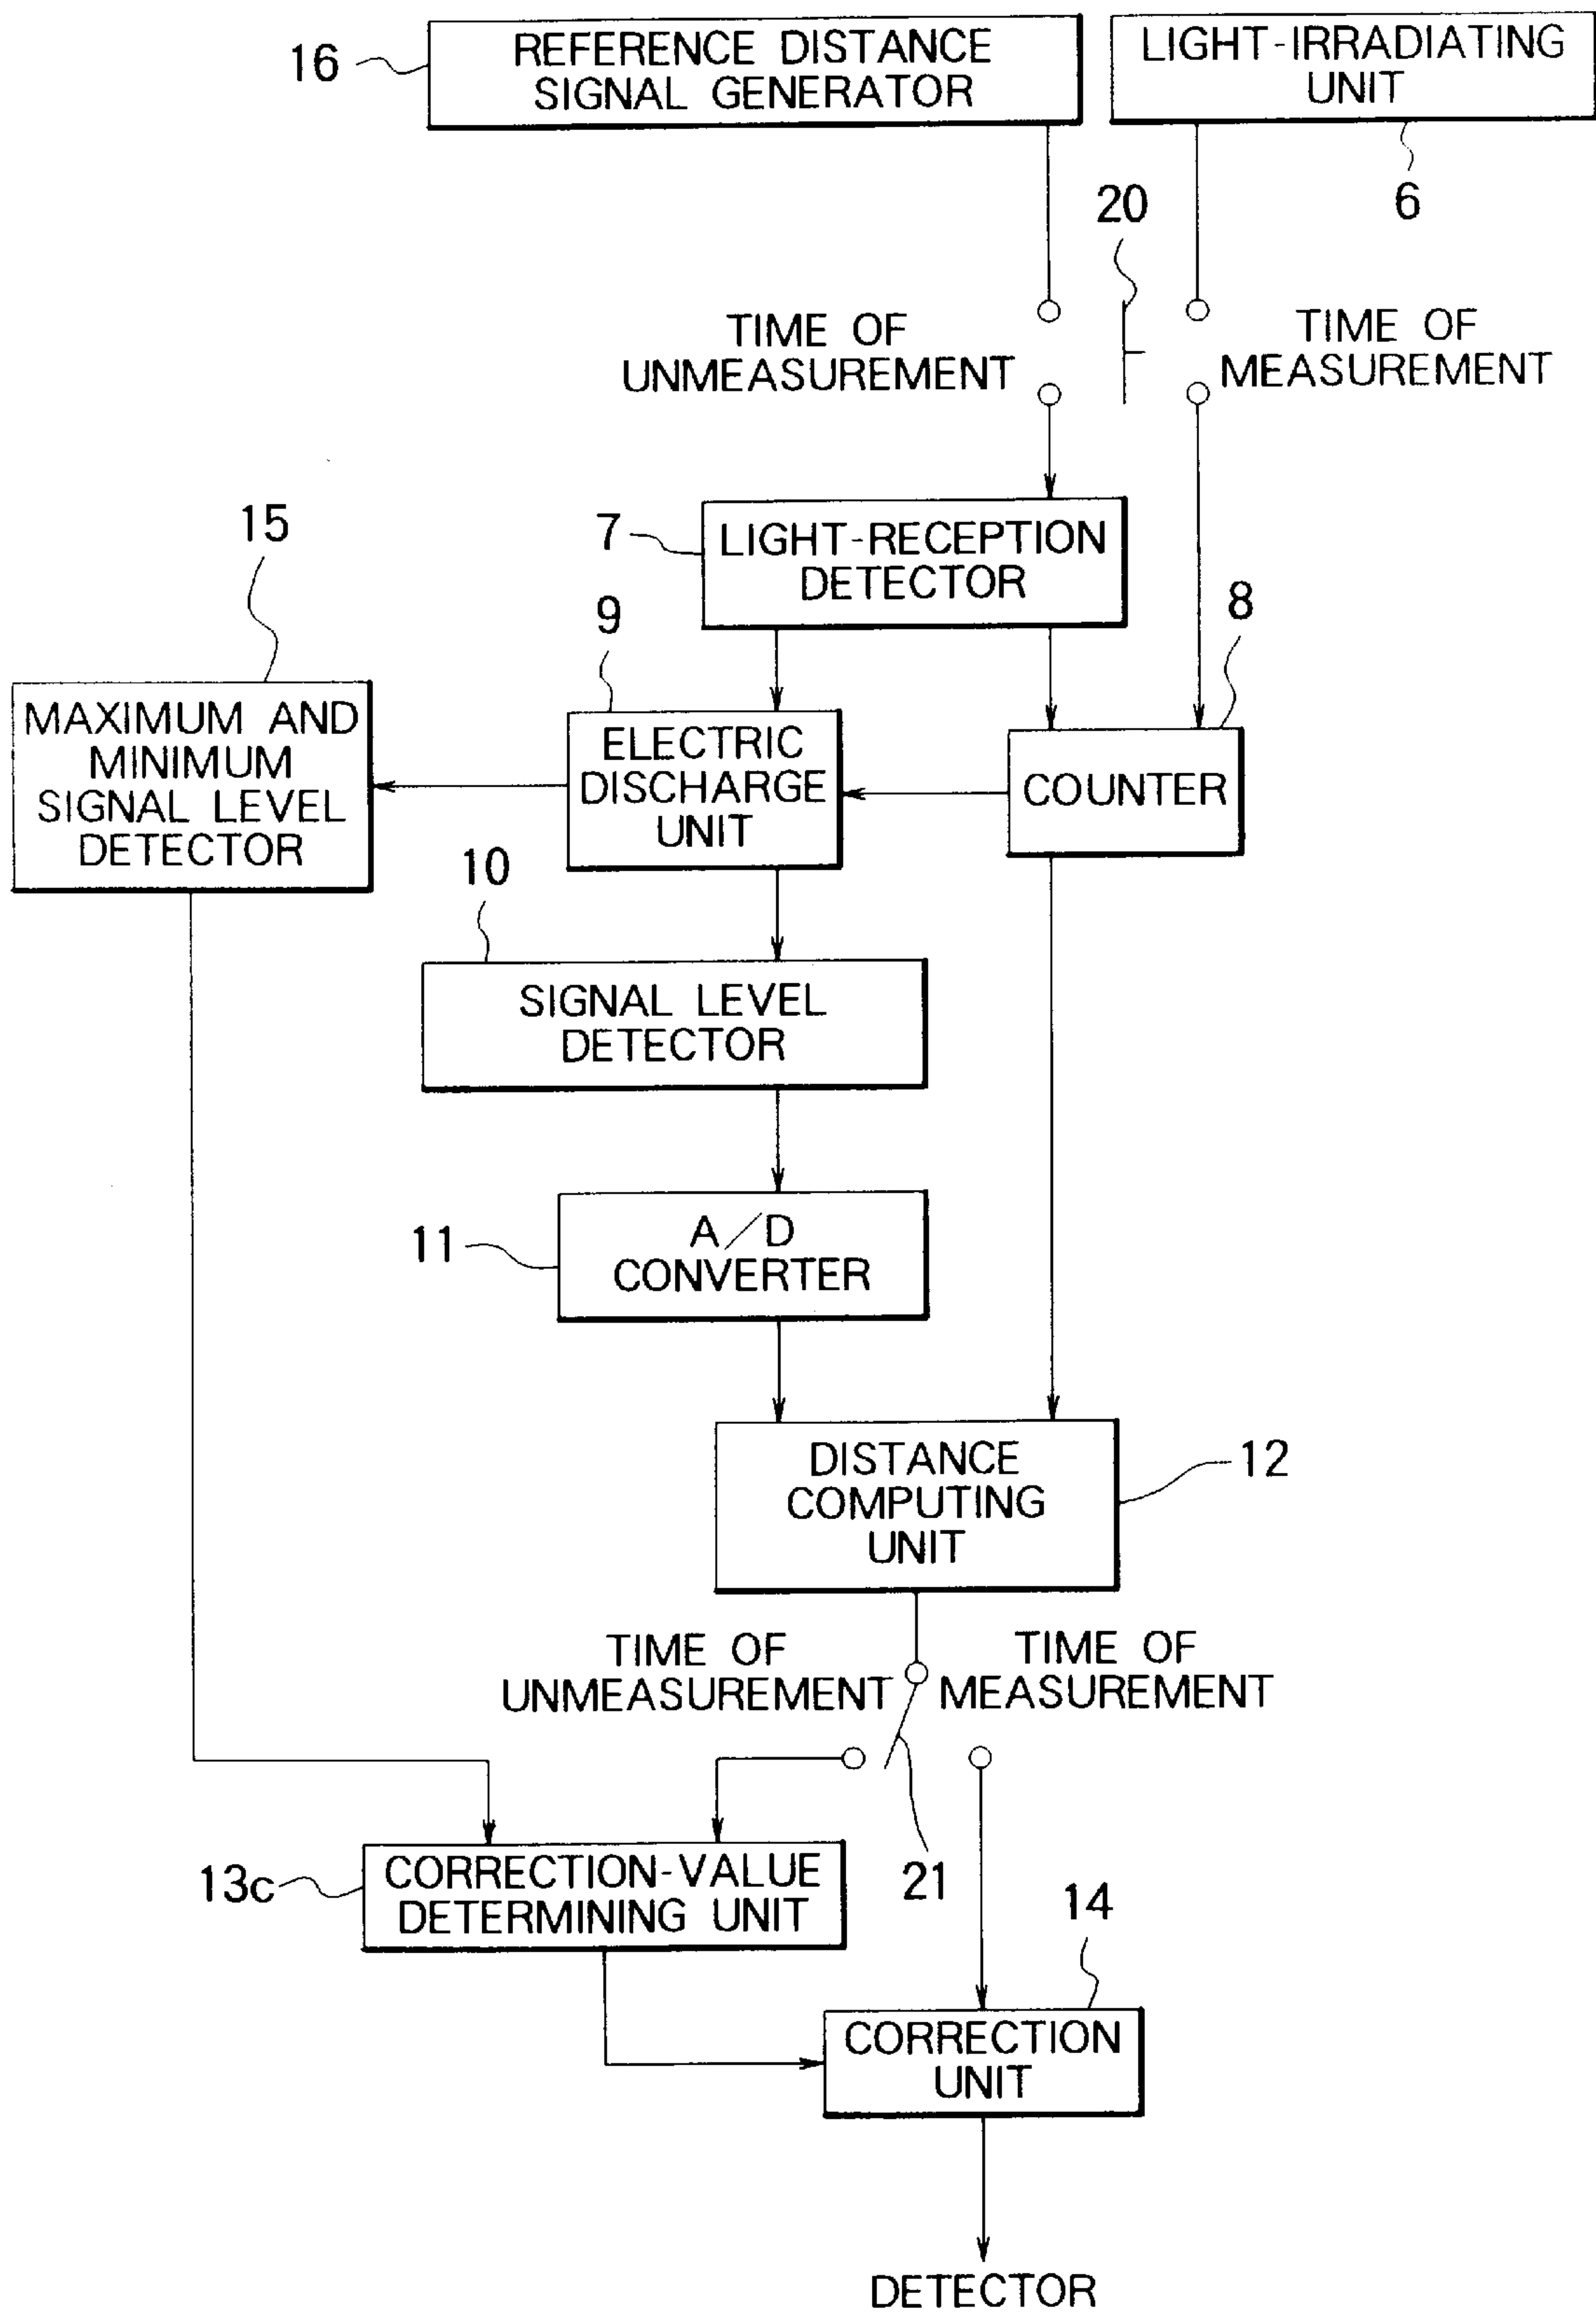 16
REFERENCE DISTANCE
SIGNAL GENERATOR
LIGHT-IRRADIATING
UNIT
6
20
TIME OF
UNMEASUREMENT
TIME OF
MEASUREMENT
7
LIGHT-RECEPTION
DETECTOR
15
MAXIMUM AND
MINIMUM
SIGNAL LEVEL
DETECTOR
9
ELECTRIC
DISCHARGE
UNIT
8
COUNTER
10
SIGNAL LEVEL
DETECTOR
11
A/D
CONVERTER
DISTANCE
COMPUTING
UNIT
12
TIME OF
UNMEASUREMENT
TIME OF
MEASUREMENT
21
13c
CORRECTION-VALUE
DETERMINING UNIT
14
CORRECTION
UNIT
DETECTOR